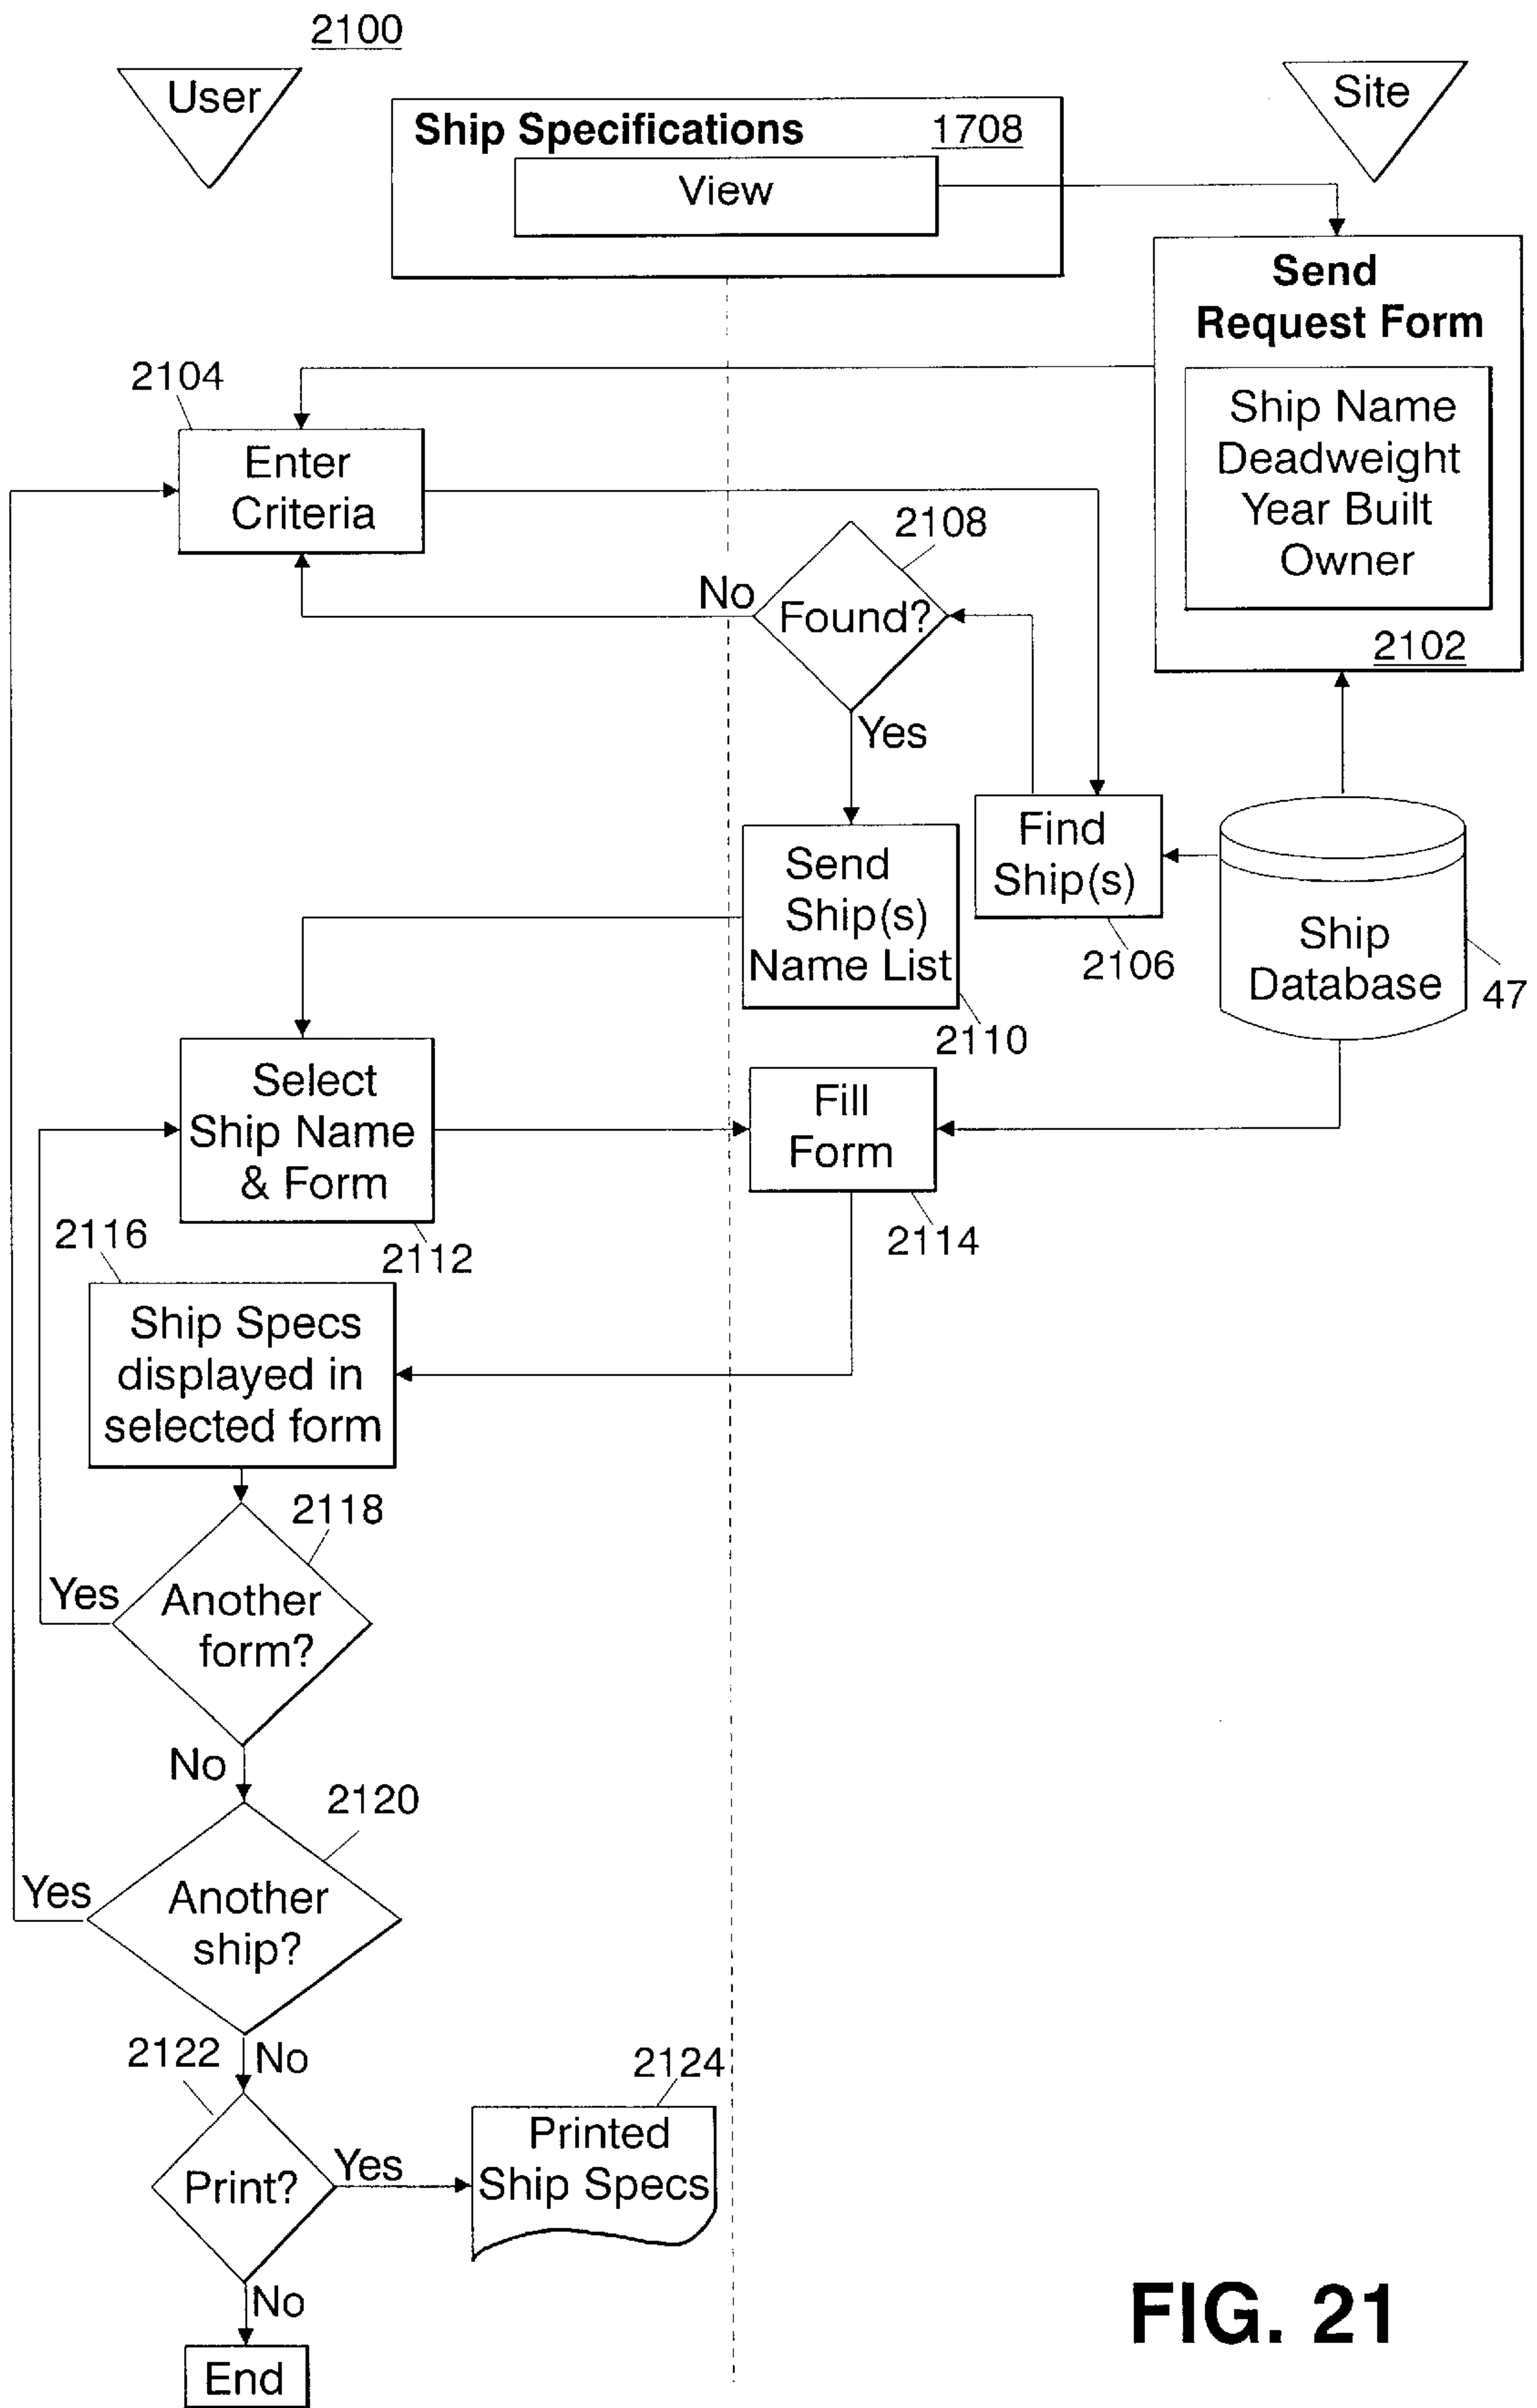 2100
User
Site
Ship Specifications 1708
View
Send
Request Form
Ship Name
Deadweight
Year Built
Owner
2102
2104
Enter
Criteria
2108
No
Found?
Yes
Find
Ship(s)
2106
Send
Ship(s)
Name List
2110
Ship
Database
47
Select
Ship Name
& Form
2112
Fill
Form
2114
2116
Ship Specs
displayed in
selected form
2118
Yes
Another
form?
No
2120
Yes
Another
ship?
2122
No
2124
Print?
Yes
Printed
Ship Specs
No
End
FIG. 21